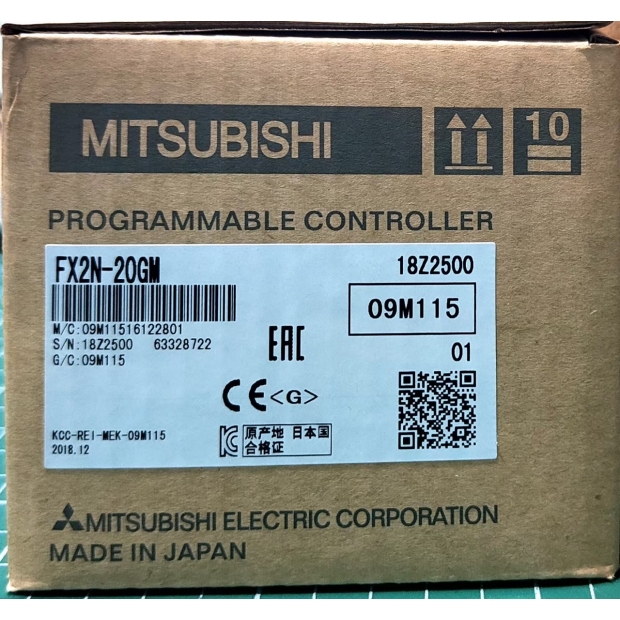 MITSUBISHI
10
PROGRAMMABLE CONTROLLER
FX2N-20GM
18Z2500
M/C:09M11516122801
09M115
S/N:18Z2500 63328722
G/C:09M115
EAC
01
CE<G>
KCC-REI-MEK-09M115
2018.12
KC
原产地 日本国
合格证
MITSUBISHI ELECTRIC CORPORATION
MADE IN JAPAN